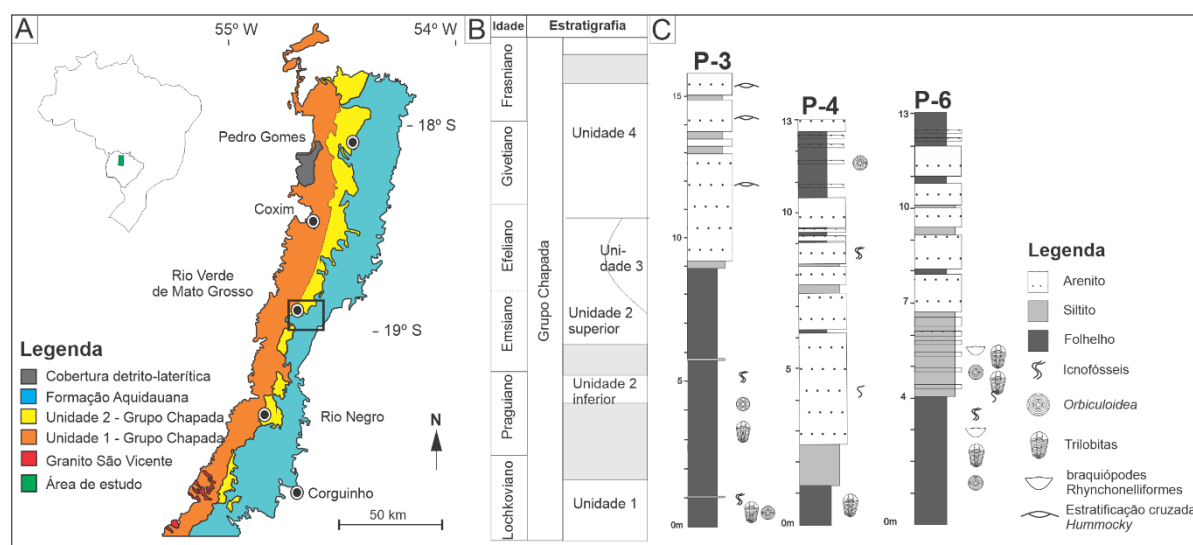 A
55º W
54º W
Pedro Gomes
- 18º S
Coxim
Rio Verde
de Mato Grosso
- 19º S
Rio Negro
N
Corguinho
50 km
Legenda
Cobertura detrito-laterítica
Formação Aquidauana
Unidade 2 - Grupo Chapada
Unidade 1 - Grupo Chapada
Granito São Vicente
Área de estudo
B
Idade
Estratigrafia
Frasniano
Givetiano
Efeliano
Emsiano
Praguiano
Lochkoviano
Grupo Chapada
Unidade 4
Uni-
dade 3
Unidade 2
superior
Unidade 2
inferior
Unidade 1
C
P-3
15
10
5
0m
P-4
13
10
5
0m
P-6
13
10
7
4
0m
Legenda
Arenito
Siltito
Folhelho
Icnofósseis
Orbiculoidea
Trilobitas
braquiópodes
Rhynchonelliformes
Estratificação cruzada
Hummocky